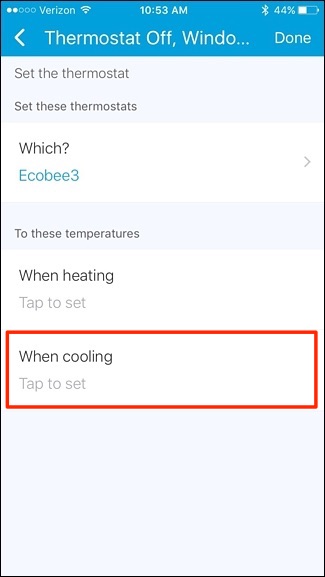 Verizon 10:53 AM 44%
Thermostat Off, Windo... Done
Set the thermostat
Set these thermostats
Which?
Ecobee3
To these temperatures
When heating
Tap to set
When cooling
Tap to set